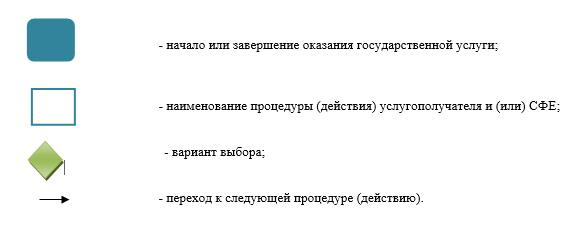 - начало или завершение оказания государственной услуги;
- наименование процедуры (действия) услугополучателя и (или) СФЕ;
- вариант выбора;
- переход к следующей процедуре (действию).